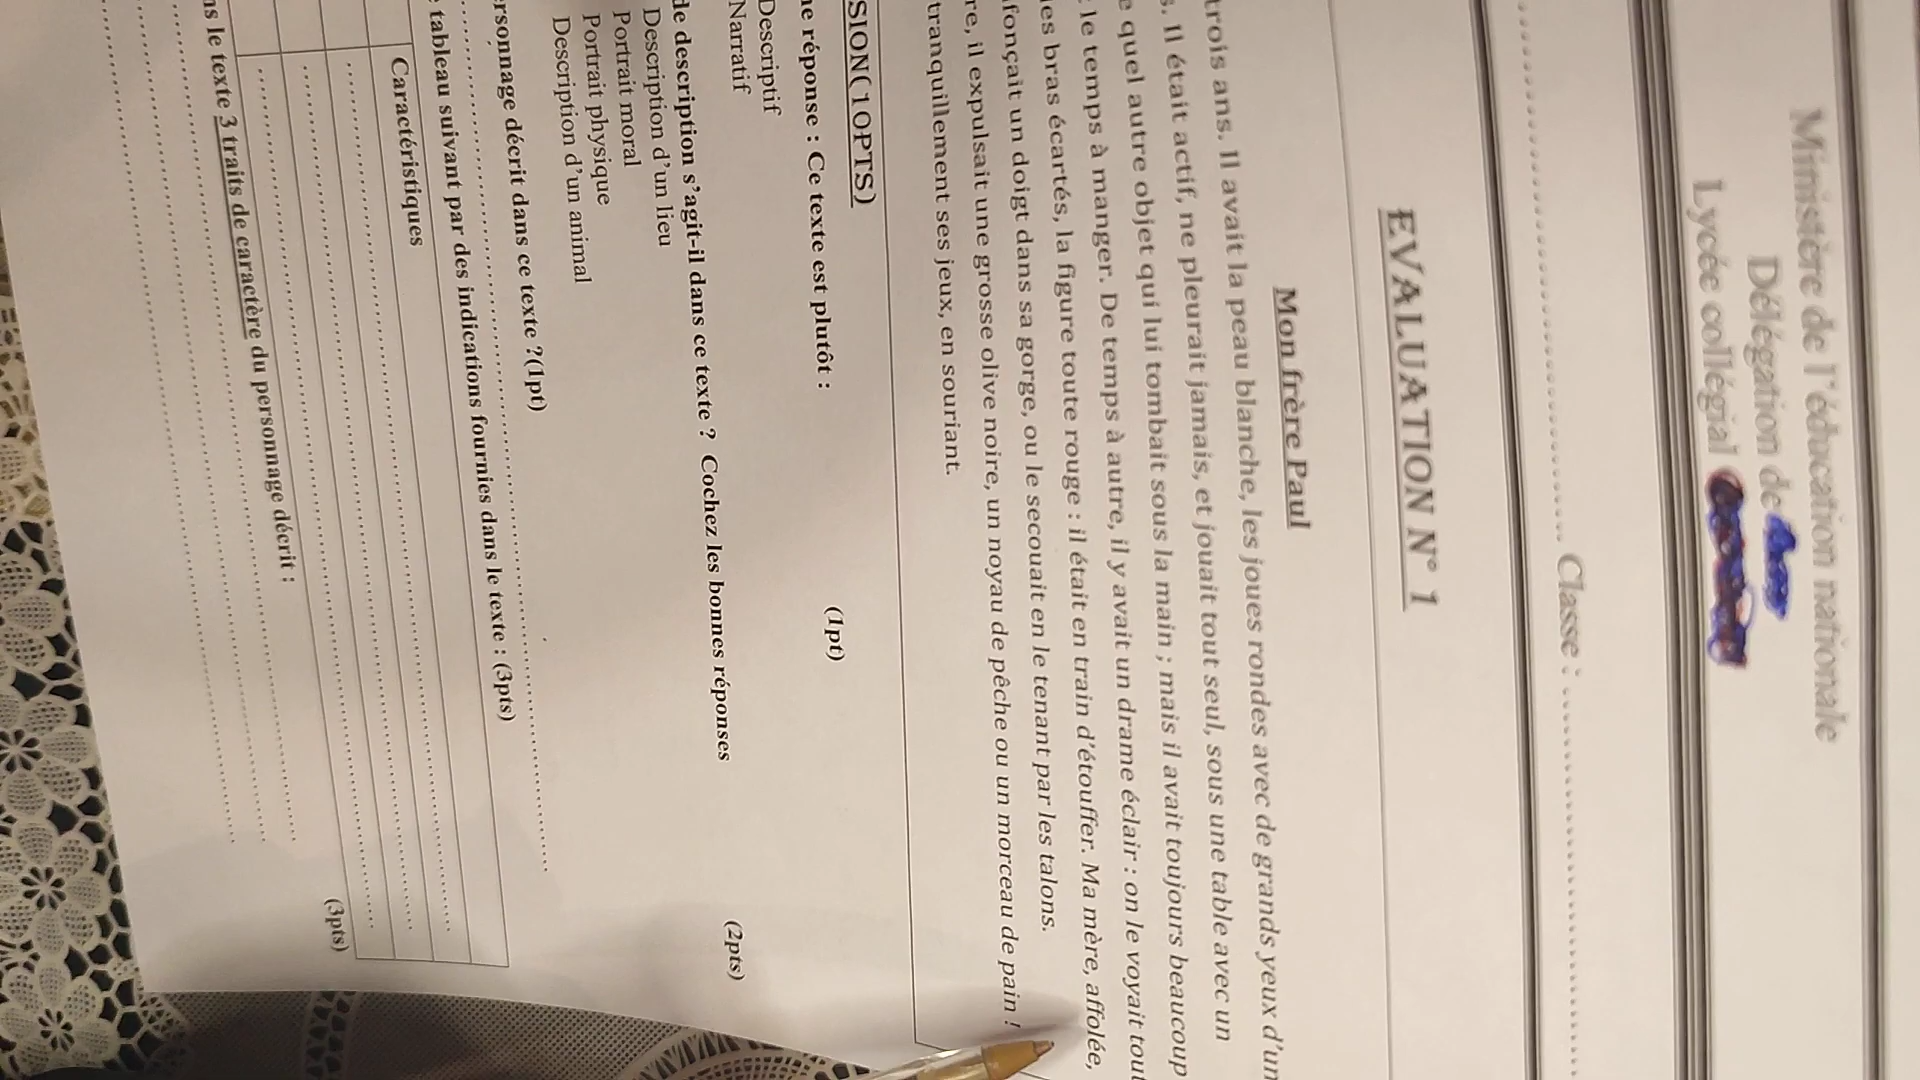 Ministère de l'éducation nationale
Délégation de
Lycée collégial
Classe :
EVALUATION N° 1
Mon frère Paul
trois ans. Il avait la peau blanche, les joues rondes avec de grands yeux d'un
s. Il était actif, ne pleurait jamais, et jouait tout seul, sous une table avec un
e quel autre objet qui lui tombait sous la main ; mais il avait toujours beaucoup
le temps à manger. De temps à autre, il y avait un drame éclair : on le voyait tout
les bras écartés, la figure toute rouge : il était en train d'étouffer. Ma mère, affolée,
fonçait un doigt dans sa gorge, ou le secouait en le tenant par les talons.
re, il expulsait une grosse olive noire, un noyau de pêche ou un morceau de pain !
tranquillement ses jeux, en souriant.
SION(10PTS)
ne réponse : Ce texte est plutôt : (1pt)
Descriptif
Narratif
de description s'agit-il dans ce texte ? Cochez les bonnes réponses (2pts)
Description d'un lieu
Portrait moral
Portrait physique
Description d'un animal
ersonnage décrit dans ce texte ?(1pt)
e tableau suivant par des indications fournies dans le texte : (3pts)
Caractéristiques
ns le texte 3 traits de caractère du personnage décrit : (3pts)